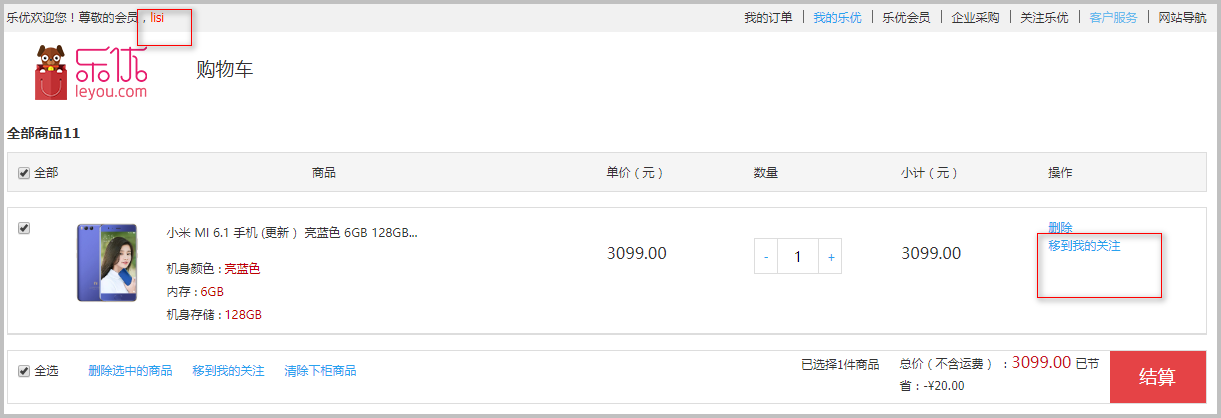 乐优欢迎您！尊敬的会员，lisi
我的订单 我的乐优 乐优会员 企业采购 关注乐优 客户服务 网站导航
乐优
leyou.com
购物车
全部商品11
全部 商品 单价（元） 数量 小计（元） 操作
小米 MI 6.1 手机 (更新 ） 亮蓝色 6GB 128GB...
机身颜色 : 亮蓝色
内存 : 6GB
机身存储 : 128GB
3099.00
- 1 +
3099.00
删除
移到我的关注
全选 删除选中的商品 移到我的关注 清除下柜商品
已选择1件商品
总价（不含运费） ：3099.00 已节
省：-¥20.00
结算